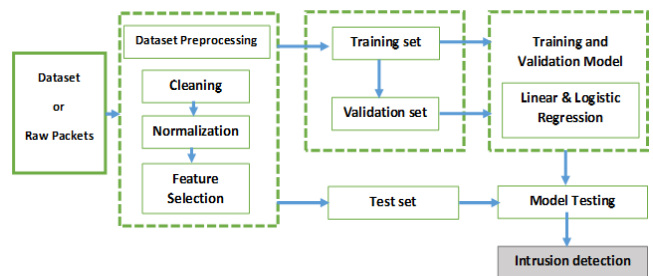 Dataset
or
Raw Packets
Dataset Preprocessing
Cleaning
Normalization
Feature
Selection
Training set
Validation set
Training and
Validation Model
Linear & Logistic
Regression
Test set
Model Testing
Intrusion detection